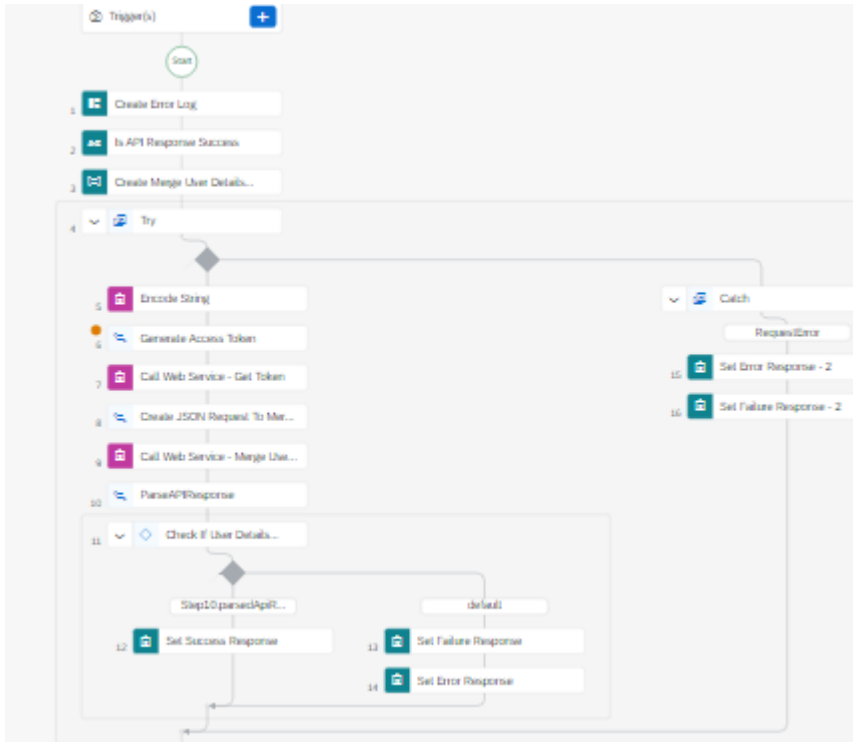 Trigger(s)
Start
1 Create Error Log
2 Is API Response Success
3 Create Merge User Details...
4 Try
5 Encode String
Catch
RequestError
6 Generate Access Token
15 Set Error Response - 2
7 Call Web Service - Get Token
16 Set Failure Response - 2
8 Create JSON Request To Mer...
9 Call Web Service - Merge Use...
10 ParseAPIResponse
11 Check If User Details...
Step10.parsedApiR...
default
12 Set Success Response
13 Set Failure Response
14 Set Error Response